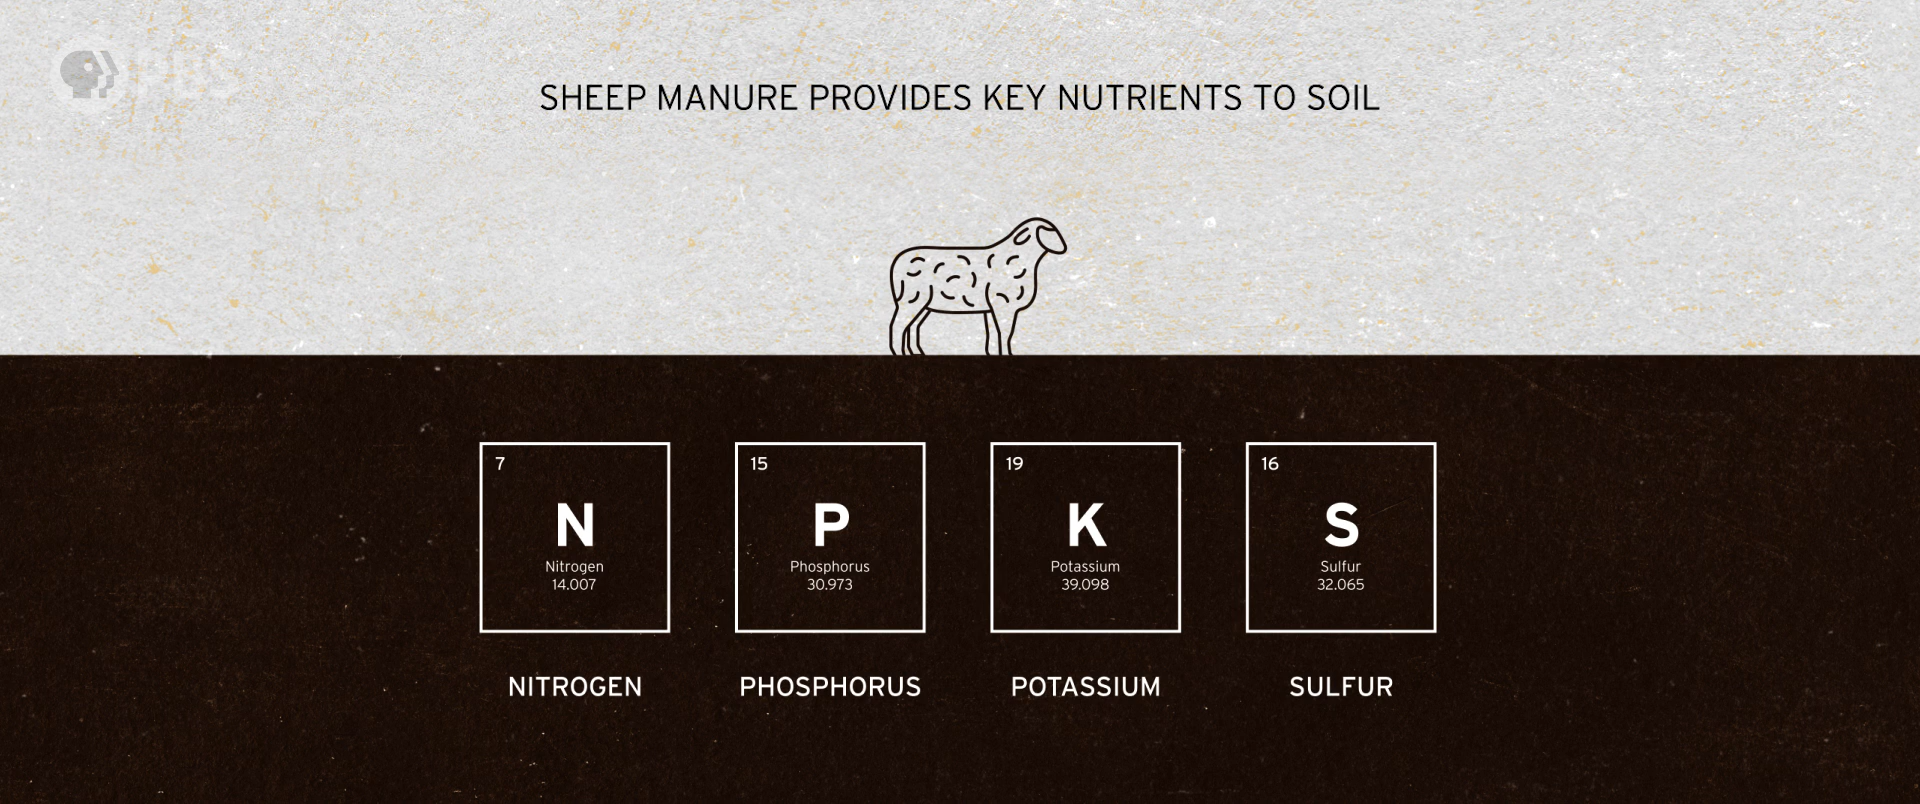 PBS
SHEEP MANURE PROVIDES KEY NUTRIENTS TO SOIL
7
N
Nitrogen
14.007
15
P
Phosphorus
30.973
19
K
Potassium
39.098
16
S
Sulfur
32.065
NITROGEN
PHOSPHORUS
POTASSIUM
SULFUR